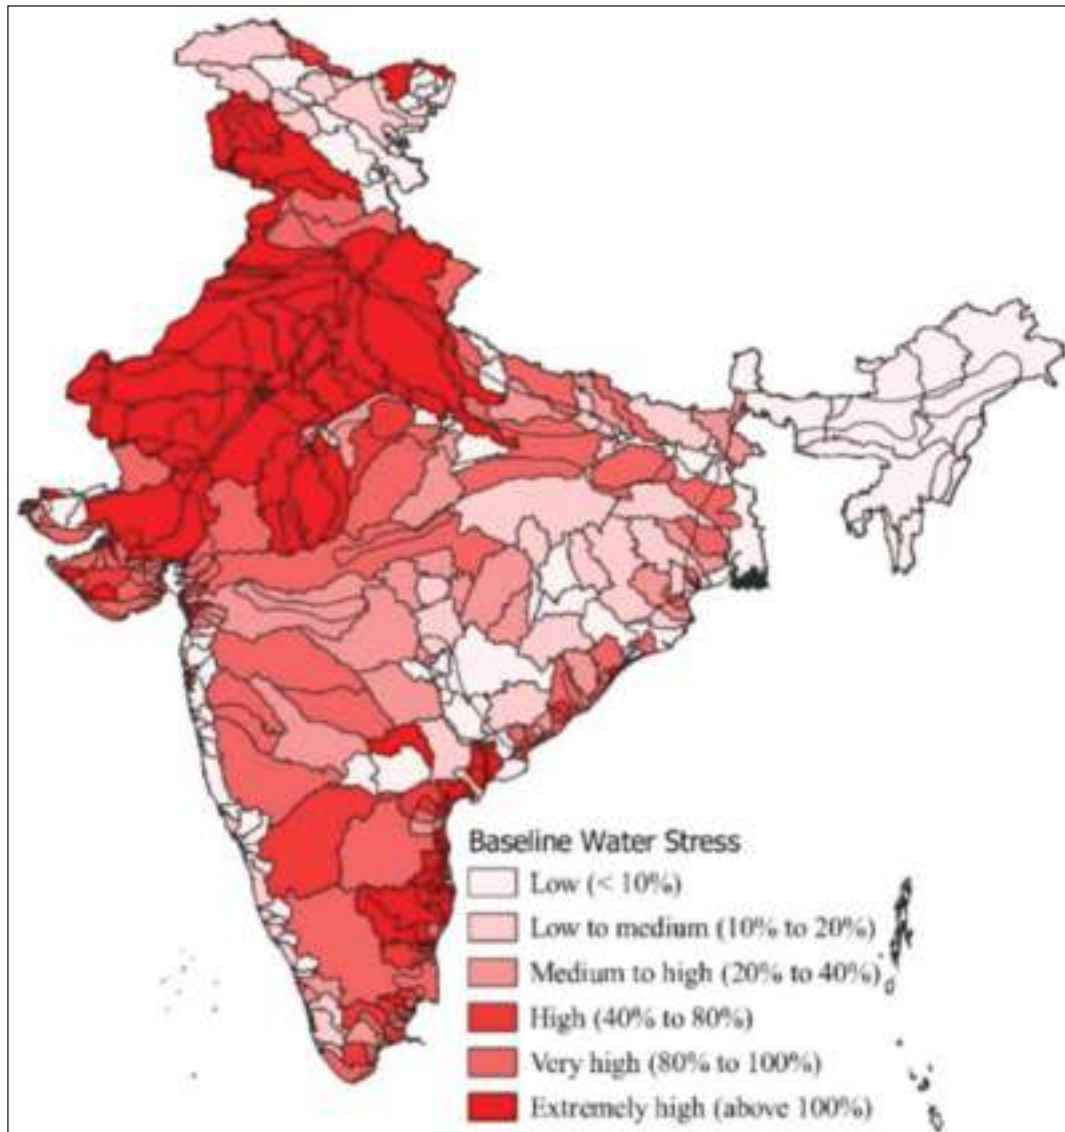 Baseline Water Stress
Low (< 10%)
Low to medium (10% to 20%)
Medium to high (20% to 40%)
High (40% to 80%)
Very high (80% to 100%)
Extremely high (above 100%)